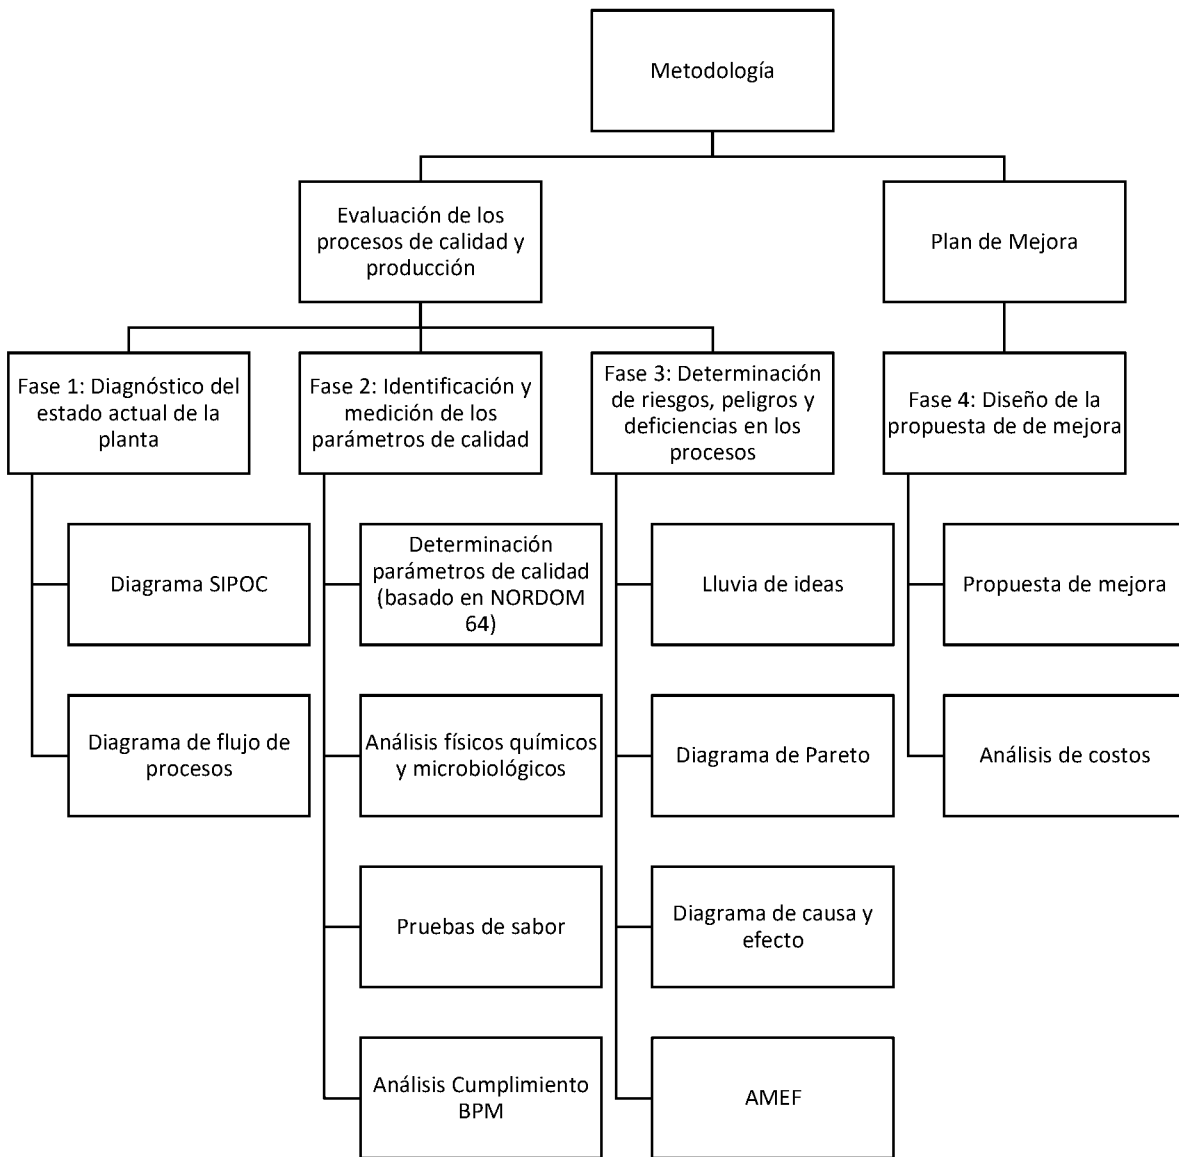 Metodología
Evaluación de los
procesos de calidad y
producción
Plan de Mejora
Fase 1: Diagnóstico del
estado actual de la
planta
Fase 2: Identificación y
medición de los
parámetros de calidad
Fase 3: Determinación
de riesgos, peligros y
deficiencias en los
procesos
Fase 4: Diseño de la
propuesta de de mejora
Diagrama SIPOC
Diagrama de flujo de
procesos
Determinación
parámetros de calidad
(basado en NORDOM
64)
Análisis físicos químicos
y microbiológicos
Pruebas de sabor
Análisis Cumplimiento
BPM
Lluvia de ideas
Diagrama de Pareto
Diagrama de causa y
efecto
AMEF
Propuesta de mejora
Análisis de costos